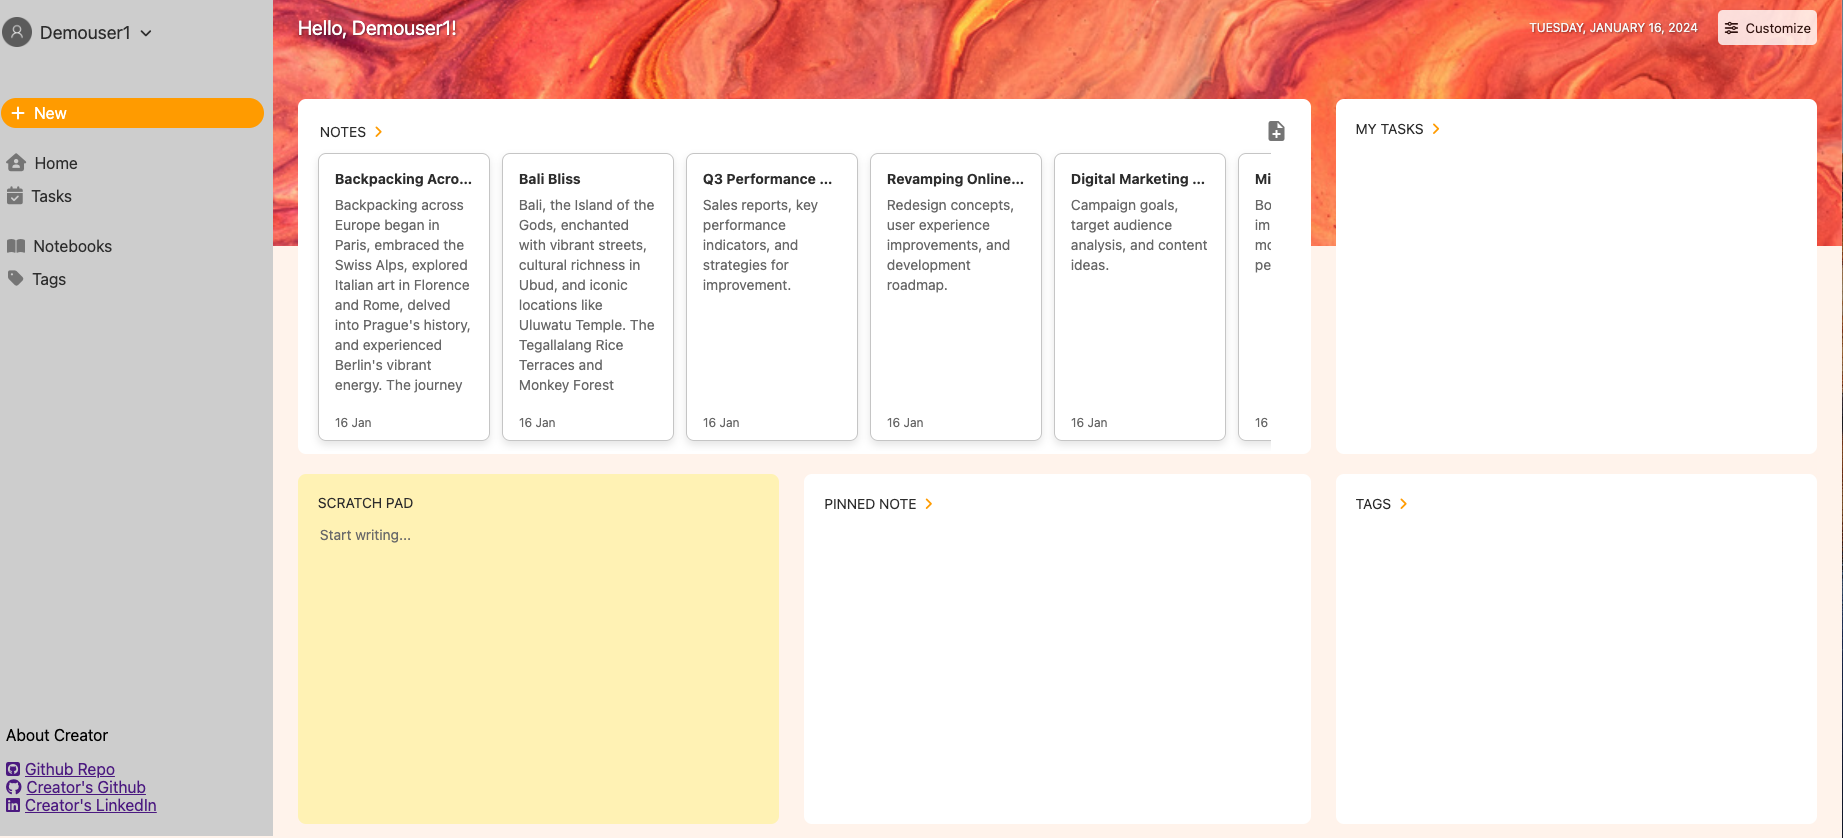 Demouser1
New
Home
Tasks
Notebooks
Tags
About Creator
Github Repo
Creator's Github
Creator's LinkedIn
Hello, Demouser1!
TUESDAY, JANUARY 16, 2024
Customize
NOTES
Backpacking Acro...
Backpacking across
Europe began in
Paris, embraced the
Swiss Alps, explored
Italian art in Florence
and Rome, delved
into Prague's history,
and experienced
Berlin's vibrant
energy. The journey
16 Jan
Bali Bliss
Bali, the Island of the
Gods, enchanted
with vibrant streets,
cultural richness in
Ubud, and iconic
locations like
Uluwatu Temple. The
Tegallalang Rice
Terraces and
Monkey Forest
16 Jan
Q3 Performance ...
Sales reports, key
performance
indicators, and
strategies for
improvement.
16 Jan
Revamping Online...
Redesign concepts,
user experience
improvements, and
development
roadmap.
16 Jan
Digital Marketing ...
Campaign goals,
target audience
analysis, and content
ideas.
16 Jan
Mi
Bo
im
mo
pe
16
MY TASKS
SCRATCH PAD
Start writing...
PINNED NOTE
TAGS